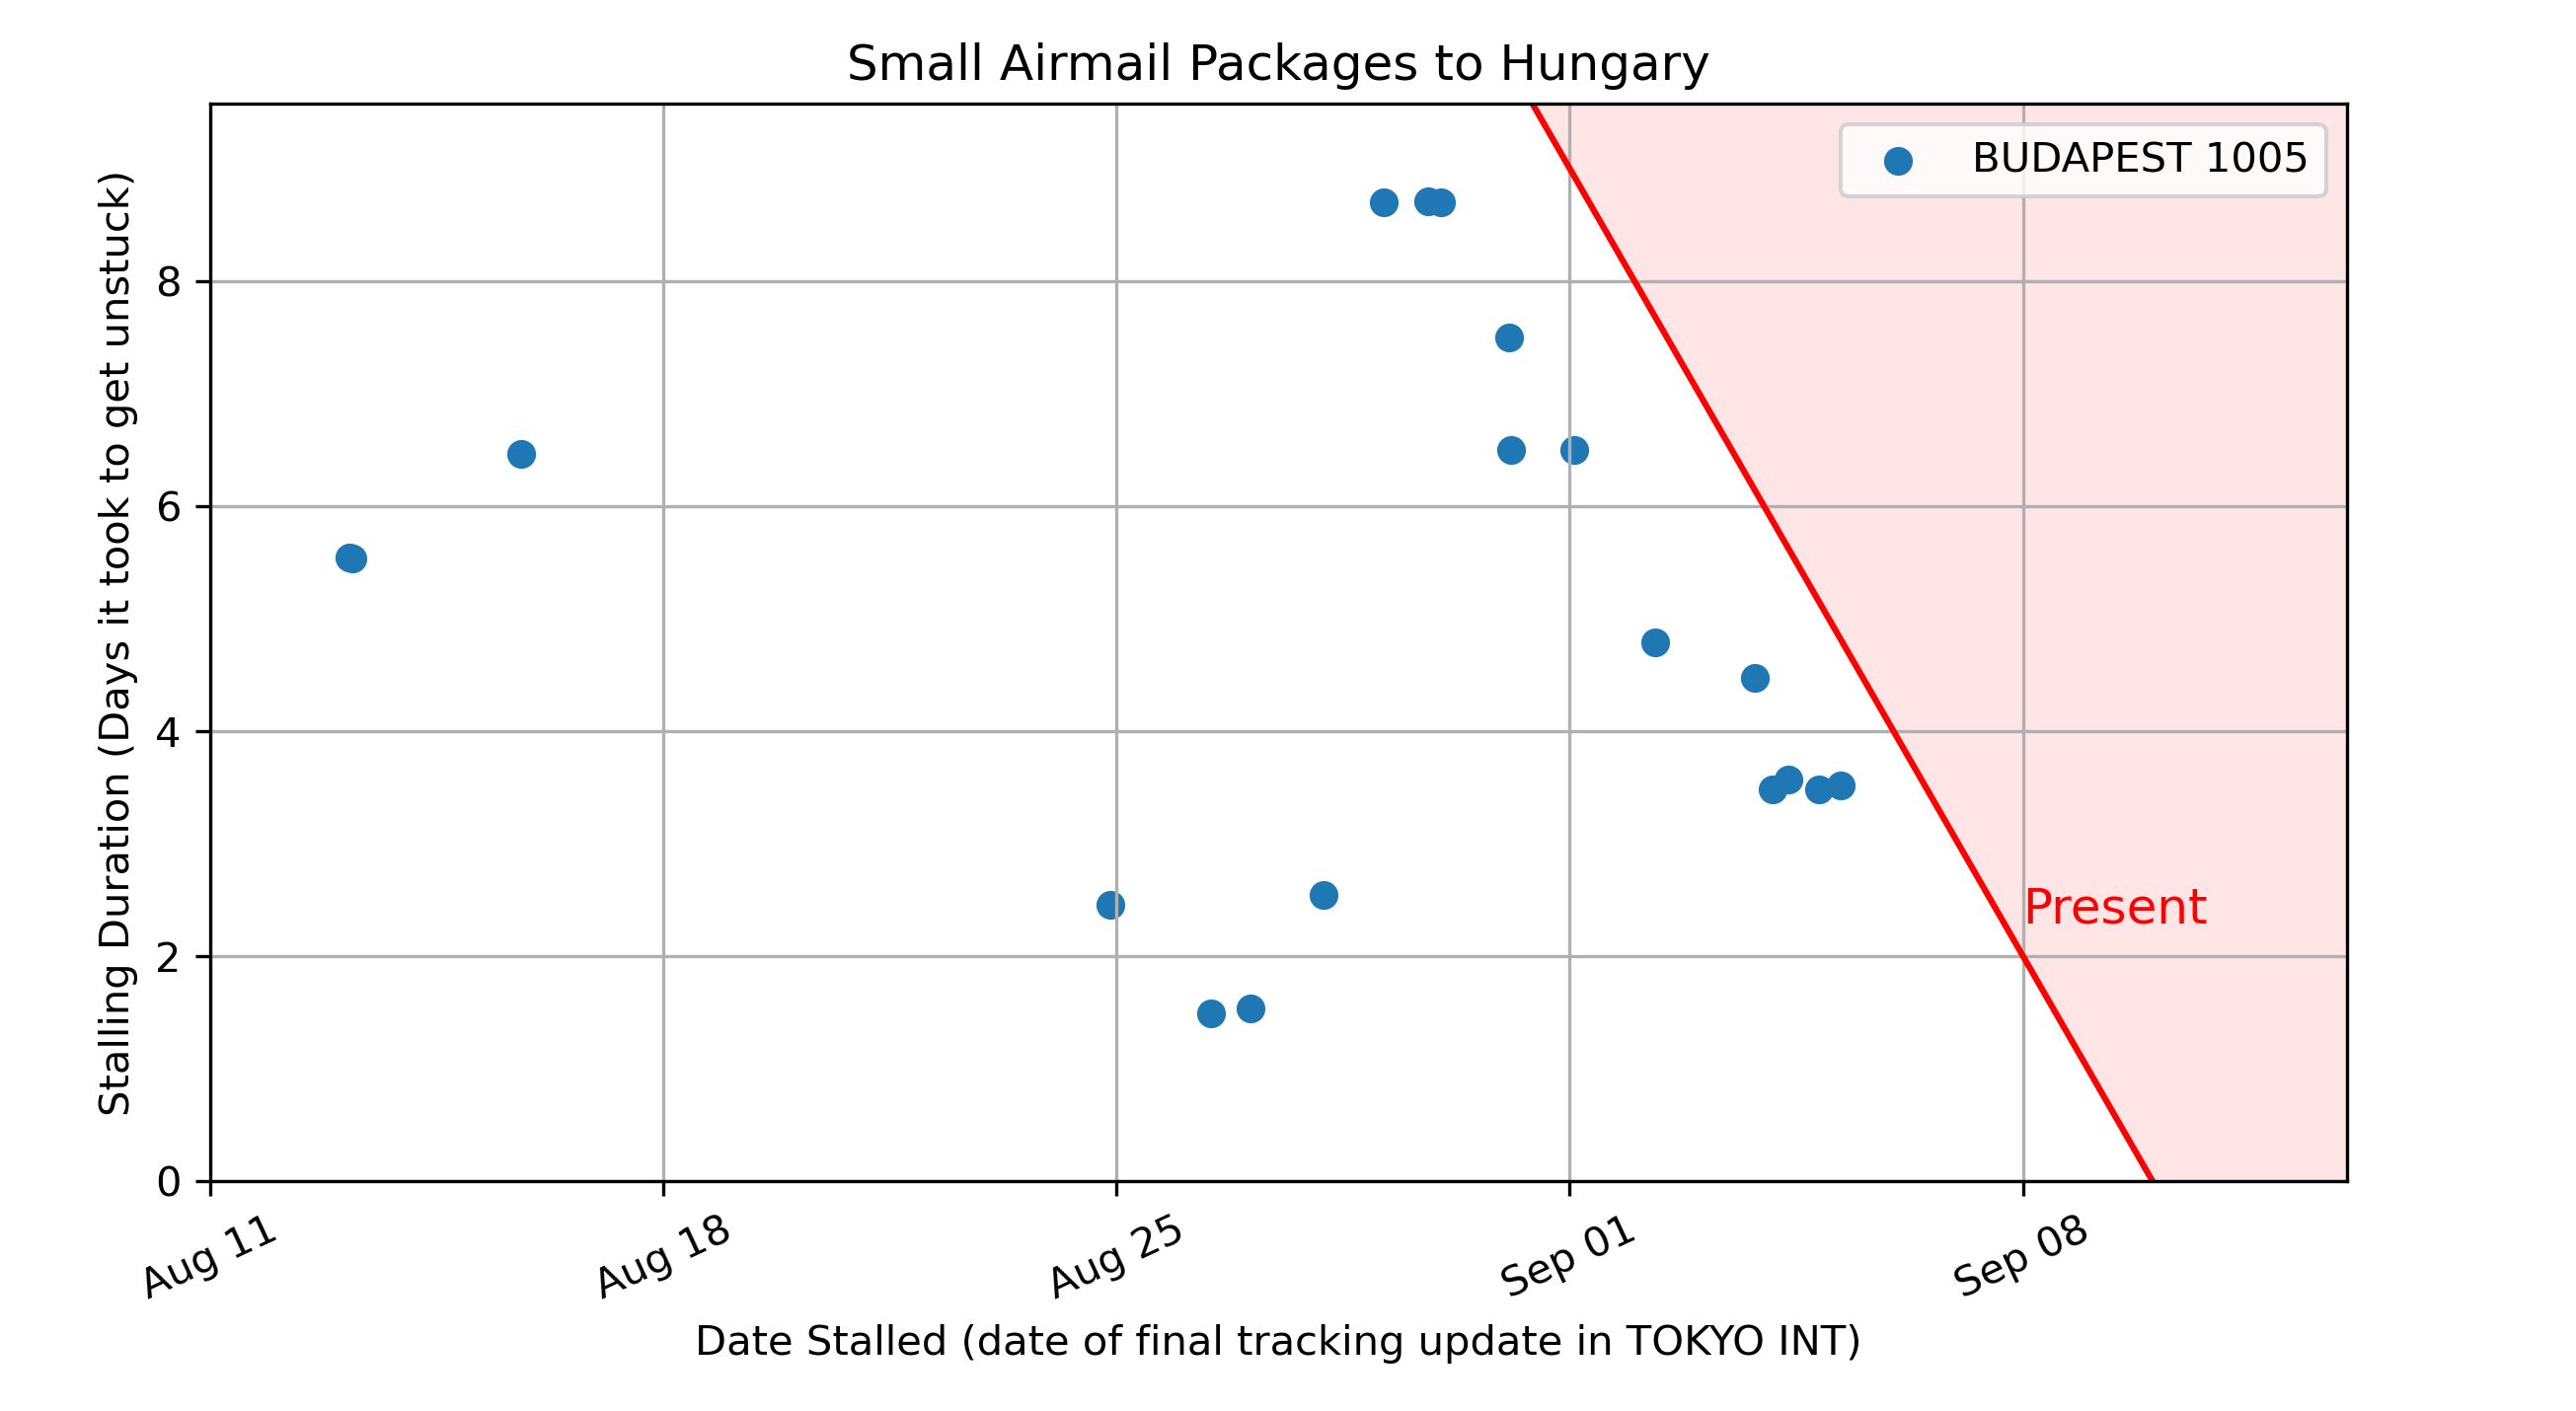 Small Airmail Packages to Hungary
BUDAPEST 1005
Stalling Duration (Days it took to get unstuck)
8
6
4
2
0
Present
Aug 11
Aug 18
Aug 25
Sep 01
Sep 08
Date Stalled (date of final tracking update in TOKYO INT)